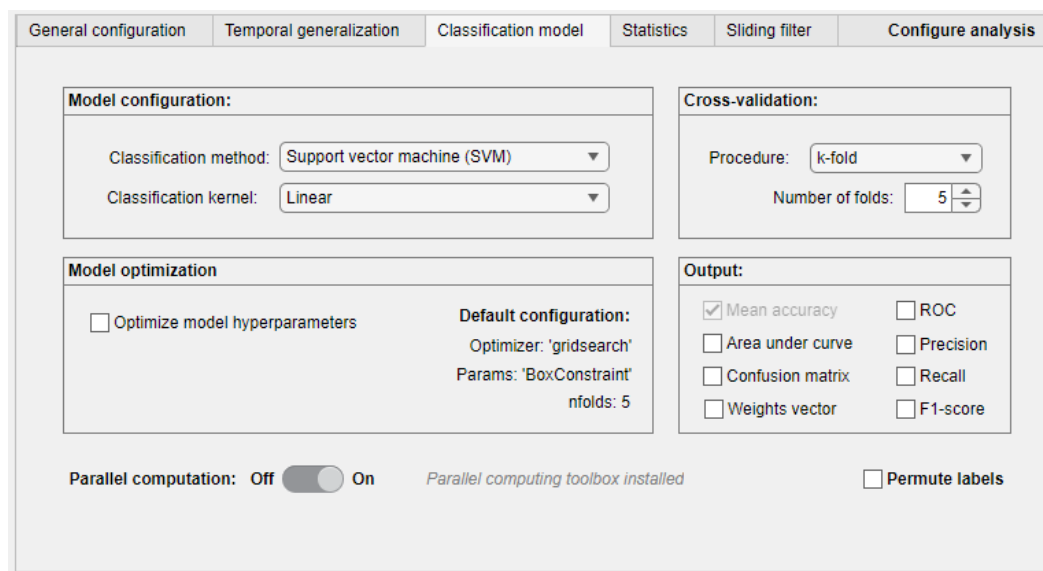 General configuration
Temporal generalization
Classification model
Statistics
Sliding filter
Configure analysis
Model configuration:
Classification method: Support vector machine (SVM)
Classification kernel: Linear
Cross-validation:
Procedure: k-fold
Number of folds: 5
Model optimization
Optimize model hyperparameters
Default configuration:
Optimizer: 'gridsearch'
Params: 'BoxConstraint'
nfolds: 5
Output:
Mean accuracy
ROC
Area under curve
Precision
Confusion matrix
Recall
Weights vector
F1-score
Parallel computation: Off On
Parallel computing toolbox installed
Permute labels